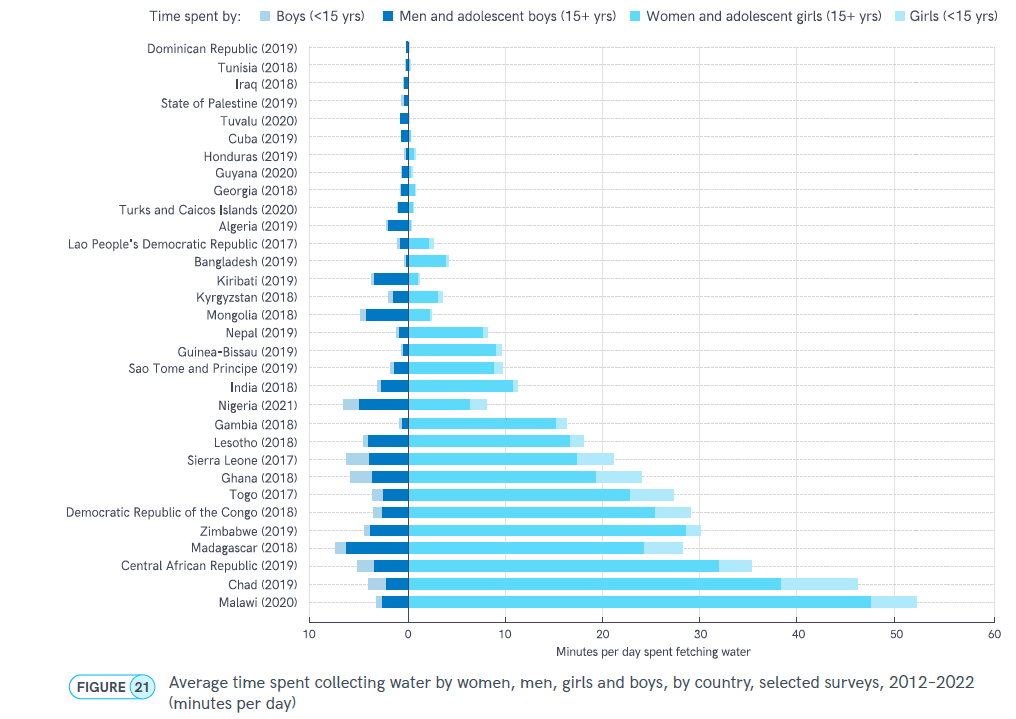 Time spent by: Boys (<15 yrs) Men and adolescent boys (15+ yrs) Women and adolescent girls (15+ yrs) Girls (<15 yrs)
Dominican Republic (2019)
Tunisia (2018)
Iraq (2018)
State of Palestine (2019)
Tuvalu (2020)
Cuba (2019)
Honduras (2019)
Guyana (2020)
Georgia (2018)
Turks and Caicos Islands (2020)
Algeria (2019)
Lao People's Democratic Republic (2017)
Bangladesh (2019)
Kiribati (2019)
Kyrgyzstan (2018)
Mongolia (2018)
Nepal (2019)
Guinea-Bissau (2019)
Sao Tome and Principe (2019)
India (2018)
Nigeria (2021)
Gambia (2018)
Lesotho (2018)
Sierra Leone (2017)
Ghana (2018)
Togo (2017)
Democratic Republic of the Congo (2018)
Zimbabwe (2019)
Madagascar (2018)
Central African Republic (2019)
Chad (2019)
Malawi (2020)
10 0 10 20 30 40 50 60
Minutes per day spent fetching water
FIGURE 21 Average time spent collecting water by women, men, girls and boys, by country, selected surveys, 2012–2022
(minutes per day)